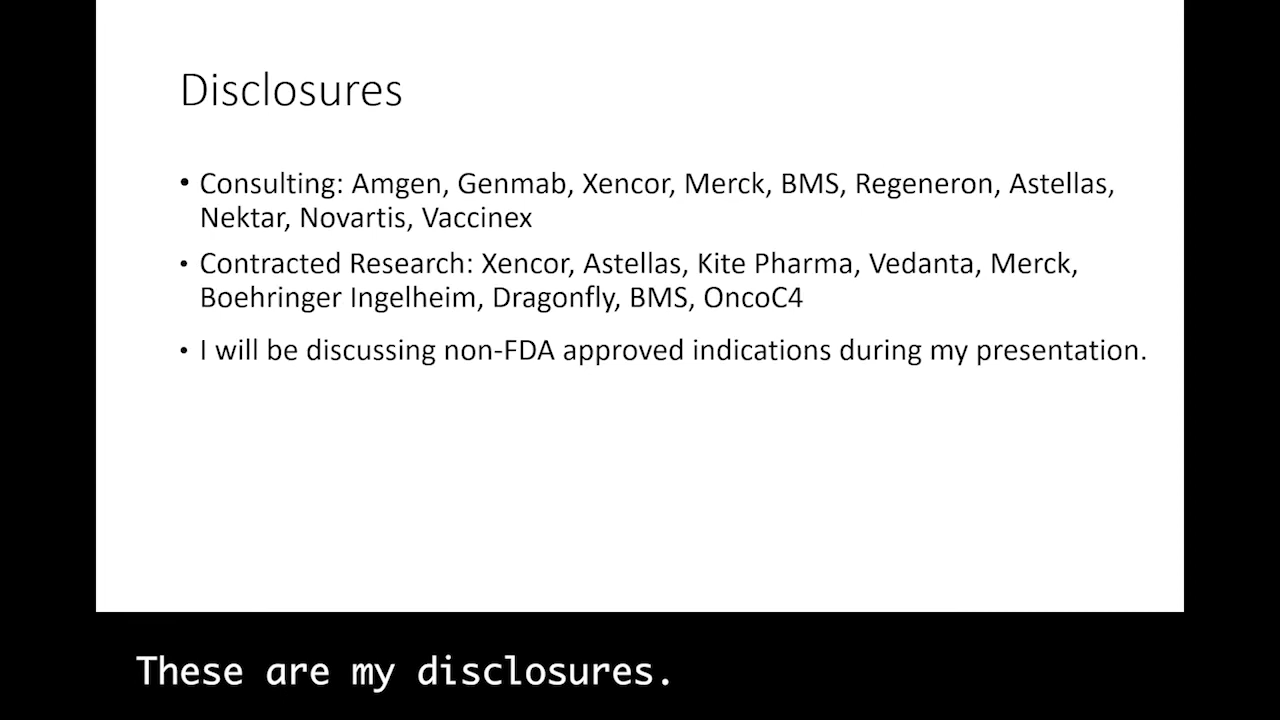 Disclosures
• Consulting: Amgen, Genmab, Xencor, Merck, BMS, Regeneron, Astellas,
Nektar, Novartis, Vaccinex
• Contracted Research: Xencor, Astellas, Kite Pharma, Vedanta, Merck,
Boehringer Ingelheim, Dragonfly, BMS, OncoC4
• I will be discussing non-FDA approved indications during my presentation.
These are my disclosures.